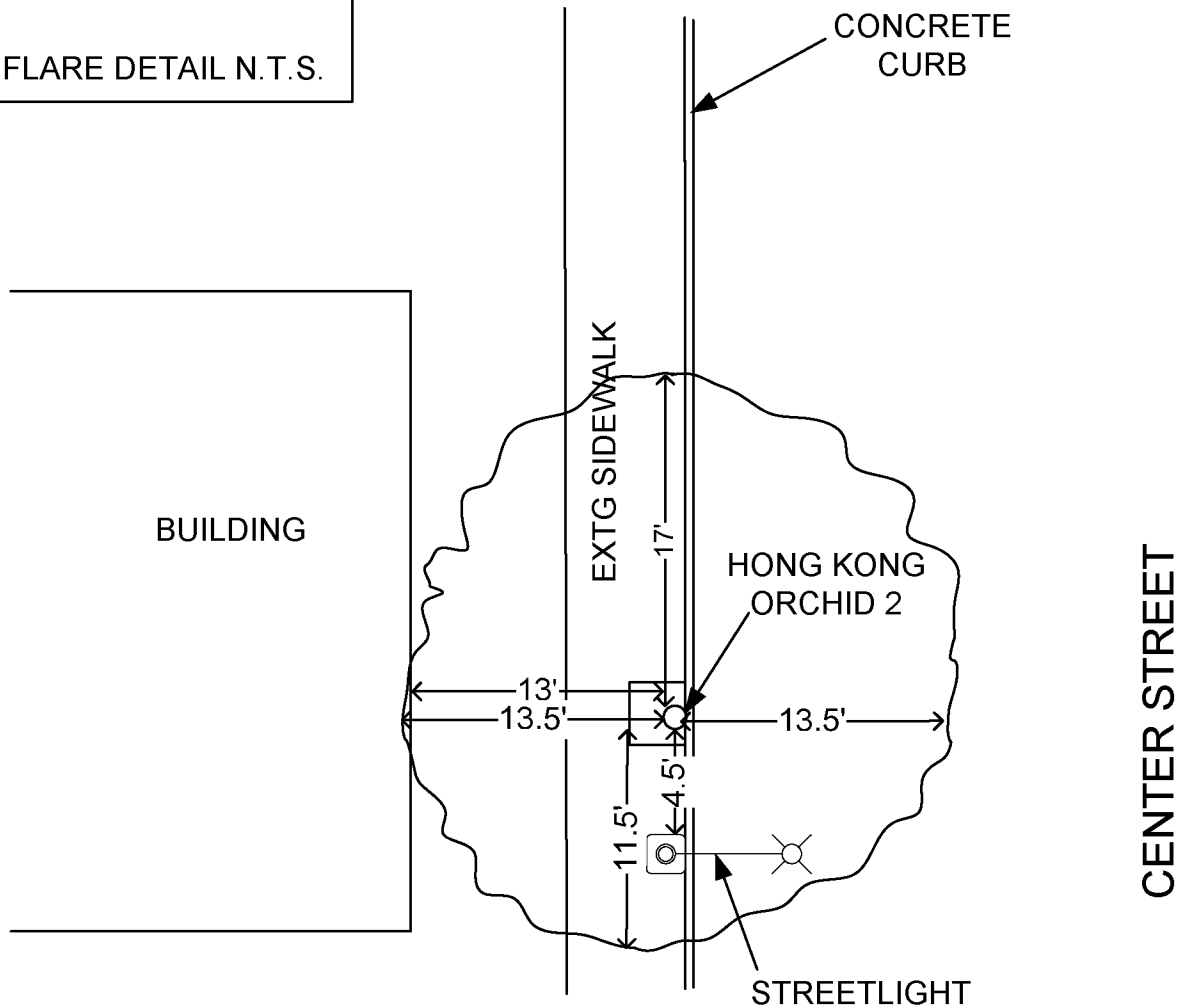 CONCRETE
CURB
FLARE DETAIL N.T.S.
EXTG SIDEWALK
BUILDING
17'
HONG KONG
ORCHID 2
13'
13.5'
13.5'
4.5'
11.5'
CENTER STREET
STREETLIGHT